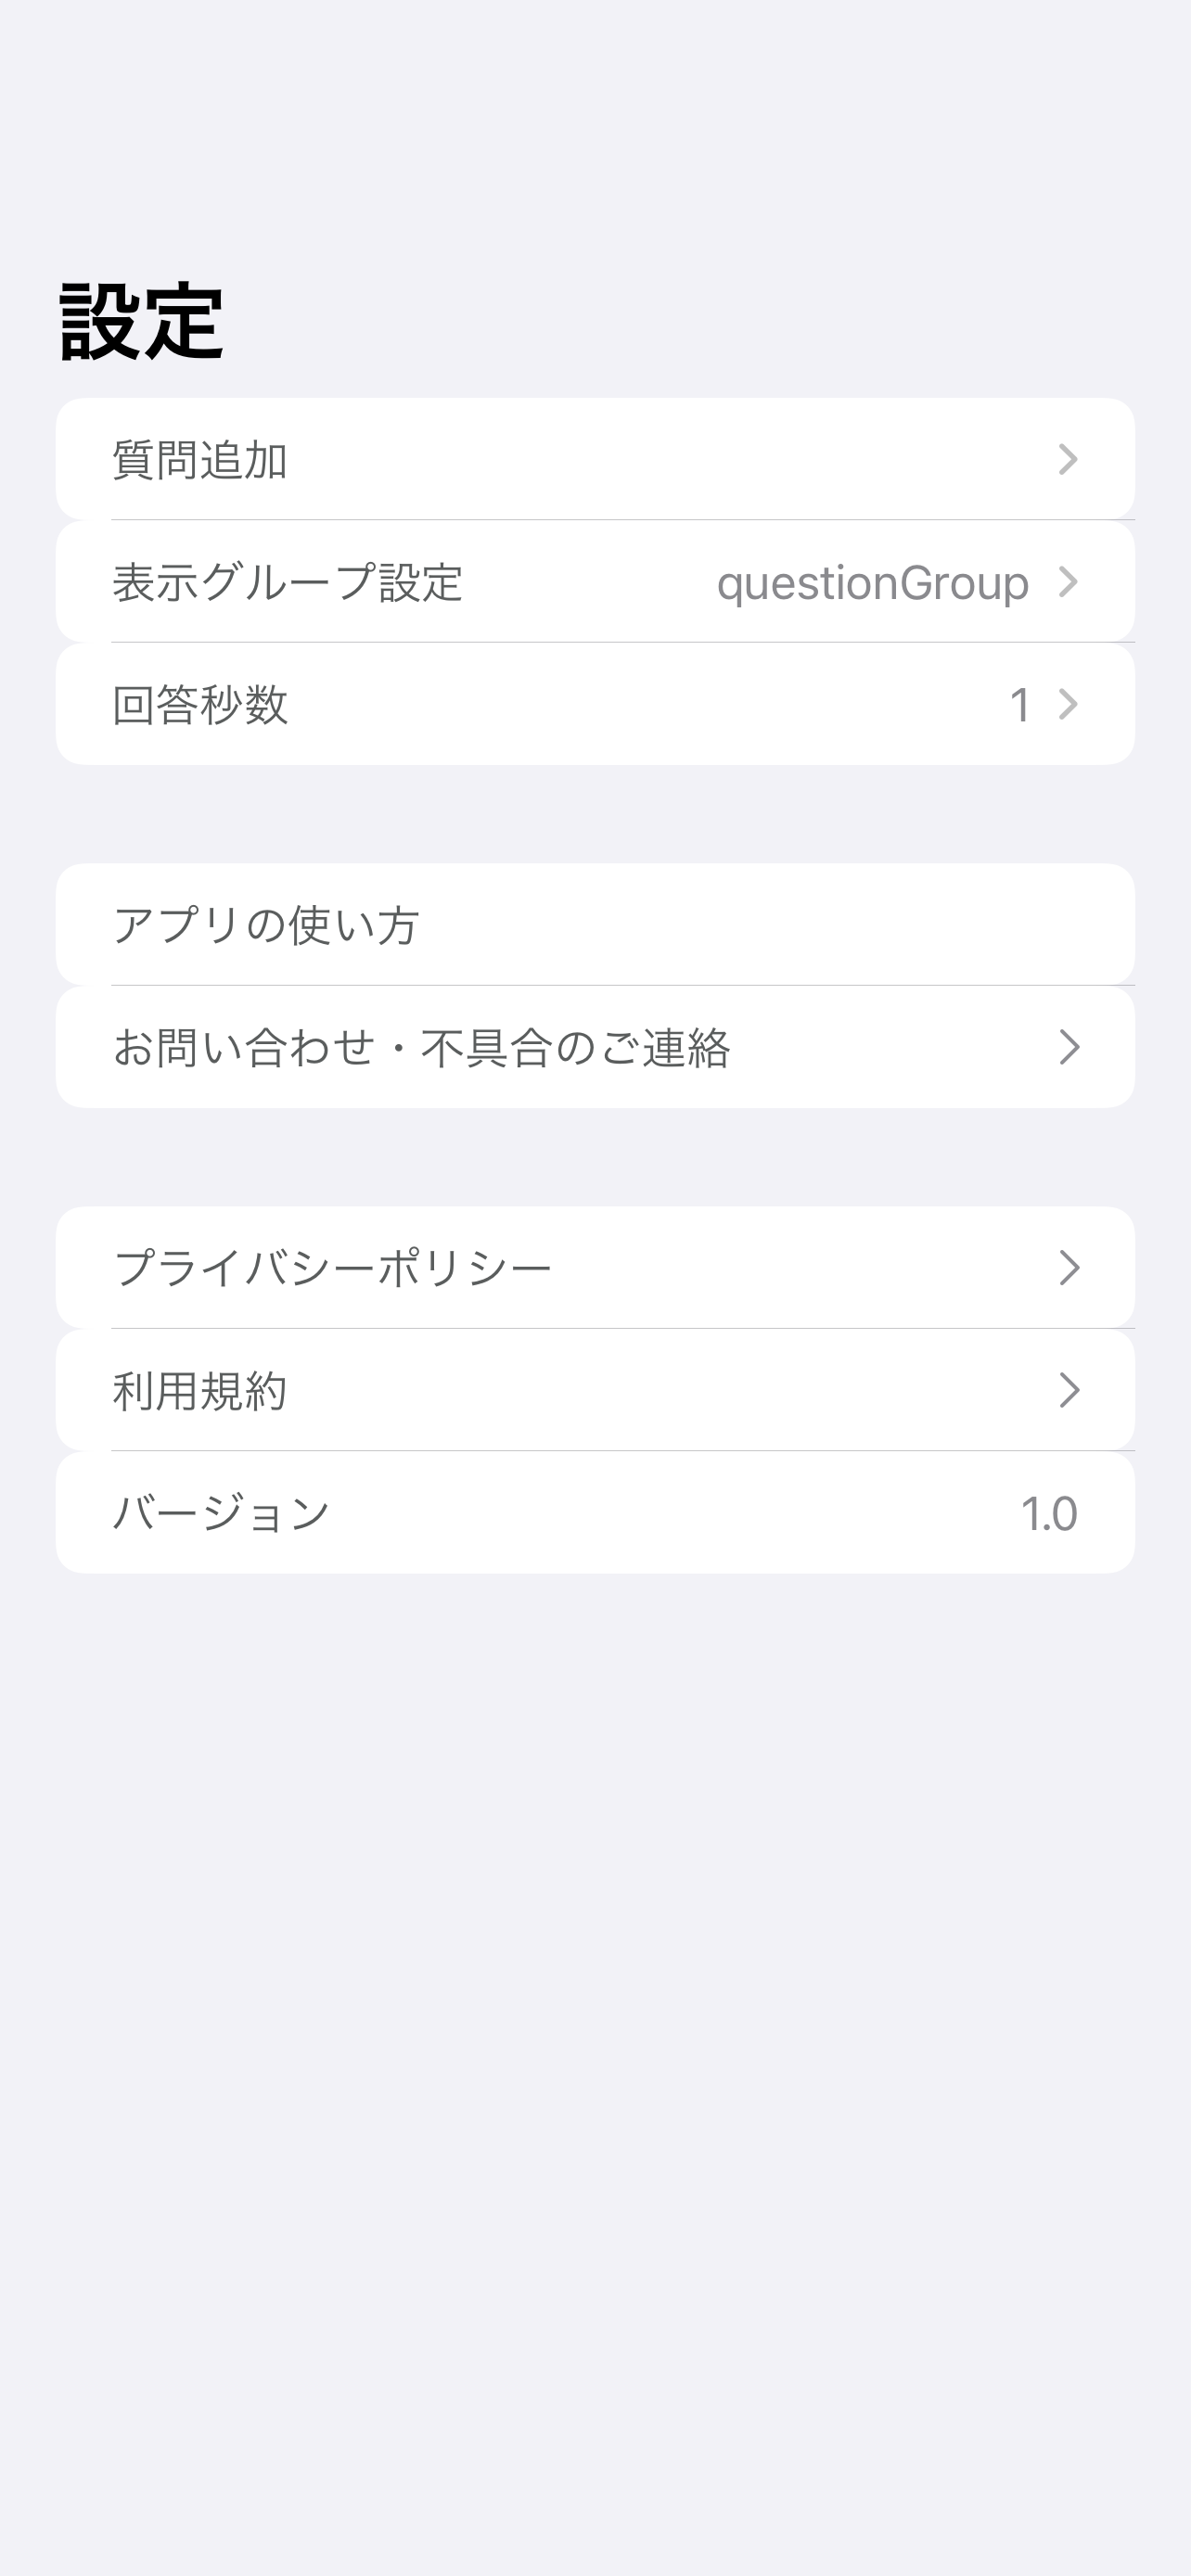 設定
質問追加
表示グループ設定 questionGroup
回答秒数 1
アプリの使い方
お問い合わせ・不具合のご連絡
プライバシーポリシー
利用規約
バージョン 1.0